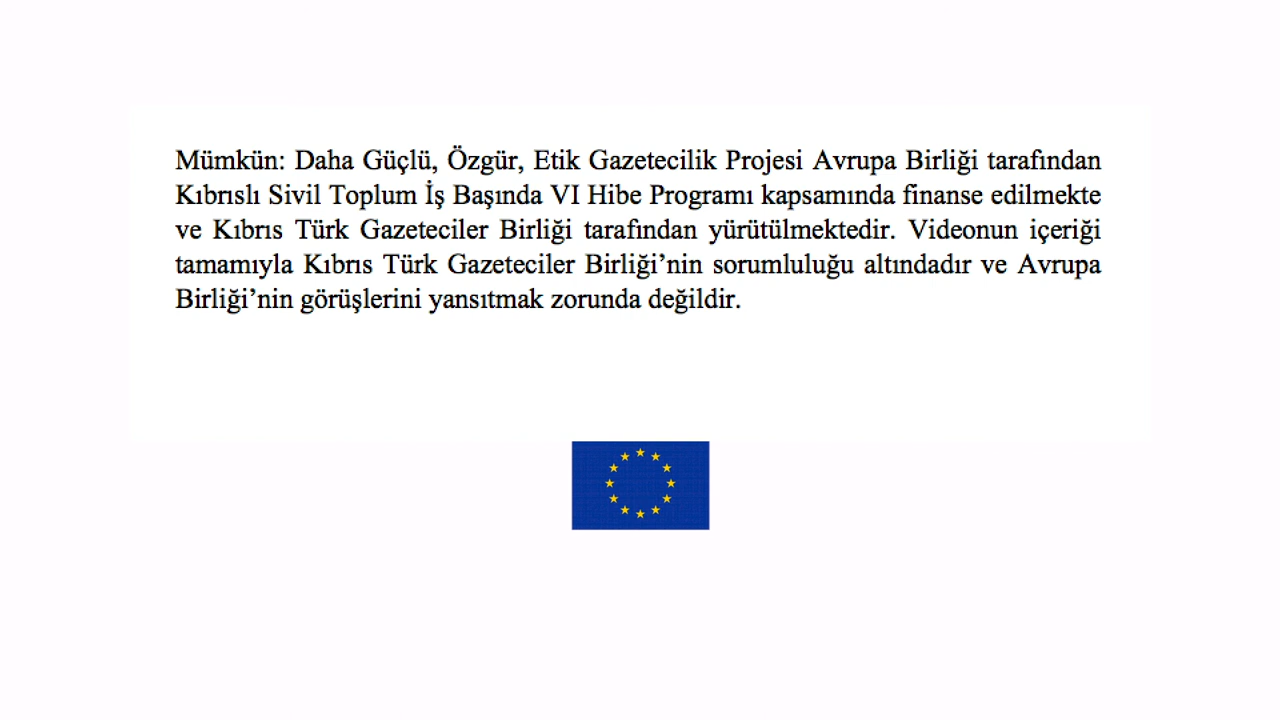 Mümkün: Daha Güçlü, Özgür, Etik Gazetecilik Projesi Avrupa Birliği tarafından
Kıbrıslı Sivil Toplum İş Başında VI Hibe Programı kapsamında finanse edilmekte
ve Kıbrıs Türk Gazeteciler Birliği tarafından yürütülmektedir. Videonun içeriği
tamamıyla Kıbrıs Türk Gazeteciler Birliği’nin sorumluluğu altındadır ve Avrupa
Birliği’nin görüşlerini yansıtmak zorunda değildir.